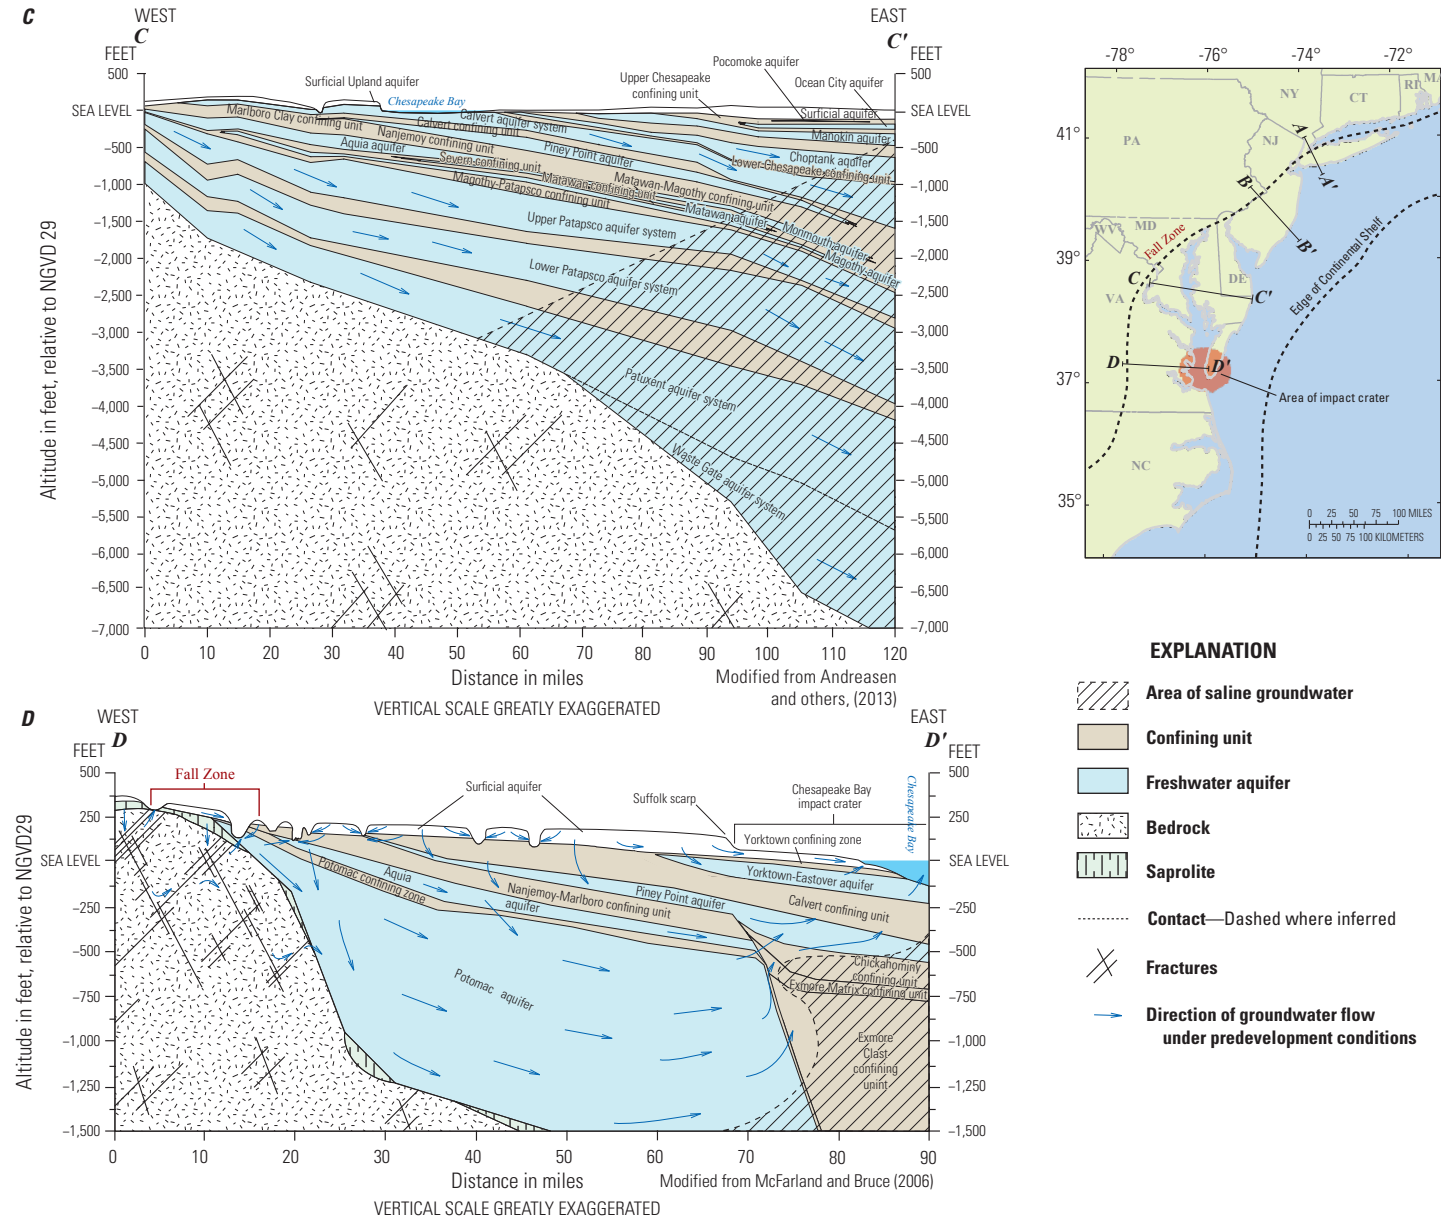 C
WEST
C
EAST
C'
FEET
FEET
500
SEA LEVEL
–500
–1,000
–1,500
–2,000
–2,500
–3,000
–3,500
–4,000
–4,500
–5,000
–5,500
–6,000
–6,500
–7,000
500
SEA LEVEL
–500
–1,000
–1,500
–2,000
–2,500
–3,000
–3,500
–4,000
–4,500
–5,000
–5,500
–6,000
–6,500
–7,000
Altitude in feet, relative to NGVD 29
Surficial Upland aquifer
Chesapeake Bay
Upper Chesapeake
confining unit
Pocomoke aquifer
Ocean City aquifer
Surficial aquifer
Manokin aquifer
Choptank aquifer
Lower Chesapeake confining unit
Marlboro Clay confining unit
Calvert aquifer system
Calvert confining unit
Nanjemoy confining unit
Piney Point aquifer
Aquia aquifer
Severn confining unit
Matawan confining unit
Matawan-Magothy confining unit
Magothy-Patapsco confining unit
Matawan aquifer
Monmouth aquifer
Magothy aquifer
Upper Patapsco aquifer system
Lower Patapsco aquifer system
Patuxent aquifer system
Waste Gate aquifer system
0 10 20 30 40 50 60 70 80 90 100 110 120
Distance in miles
Modified from Andreasen
and others, (2013)
VERTICAL SCALE GREATLY EXAGGERATED
-78° -76° -74° -72°
41°
39°
37°
35°
NY
CT
RI
MA
PA
NJ
WV
MD
DE
VA
NC
A
A'
B
B'
C
C'
D
D'
Fall Zone
Edge of Continental Shelf
Area of impact crater
0 25 50 75 100 MILES
0 25 50 75 100 KILOMETERS
EXPLANATION
Area of saline groundwater
Confining unit
Freshwater aquifer
Bedrock
Saprolite
Contact—Dashed where inferred
Fractures
Direction of groundwater flow
under predevelopment conditions
D
WEST
D
EAST
D'
FEET
FEET
500
250
SEA LEVEL
–250
–500
–750
–1,000
–1,250
–1,500
500
250
SEA LEVEL
–250
–500
–750
–1,000
–1,250
–1,500
Altitude in feet, relative to NGVD29
Fall Zone
Surficial aquifer
Suffolk scarp
Chesapeake Bay
impact crater
Chesapeake Bay
Yorktown confining zone
Yorktown-Eastover aquifer
Calvert confining unit
Piney Point aquifer
Nanjemoy-Marlboro confining unit
Aquia
aquifer
Potomac confining zone
Potomac aquifer
Chickahominy
confining unit
Exmore Matrix confining unit
Exmore
Clast
confining
unint
0 10 20 30 40 50 60 70 80 90
Distance in miles
Modified from McFarland and Bruce (2006)
VERTICAL SCALE GREATLY EXAGGERATED